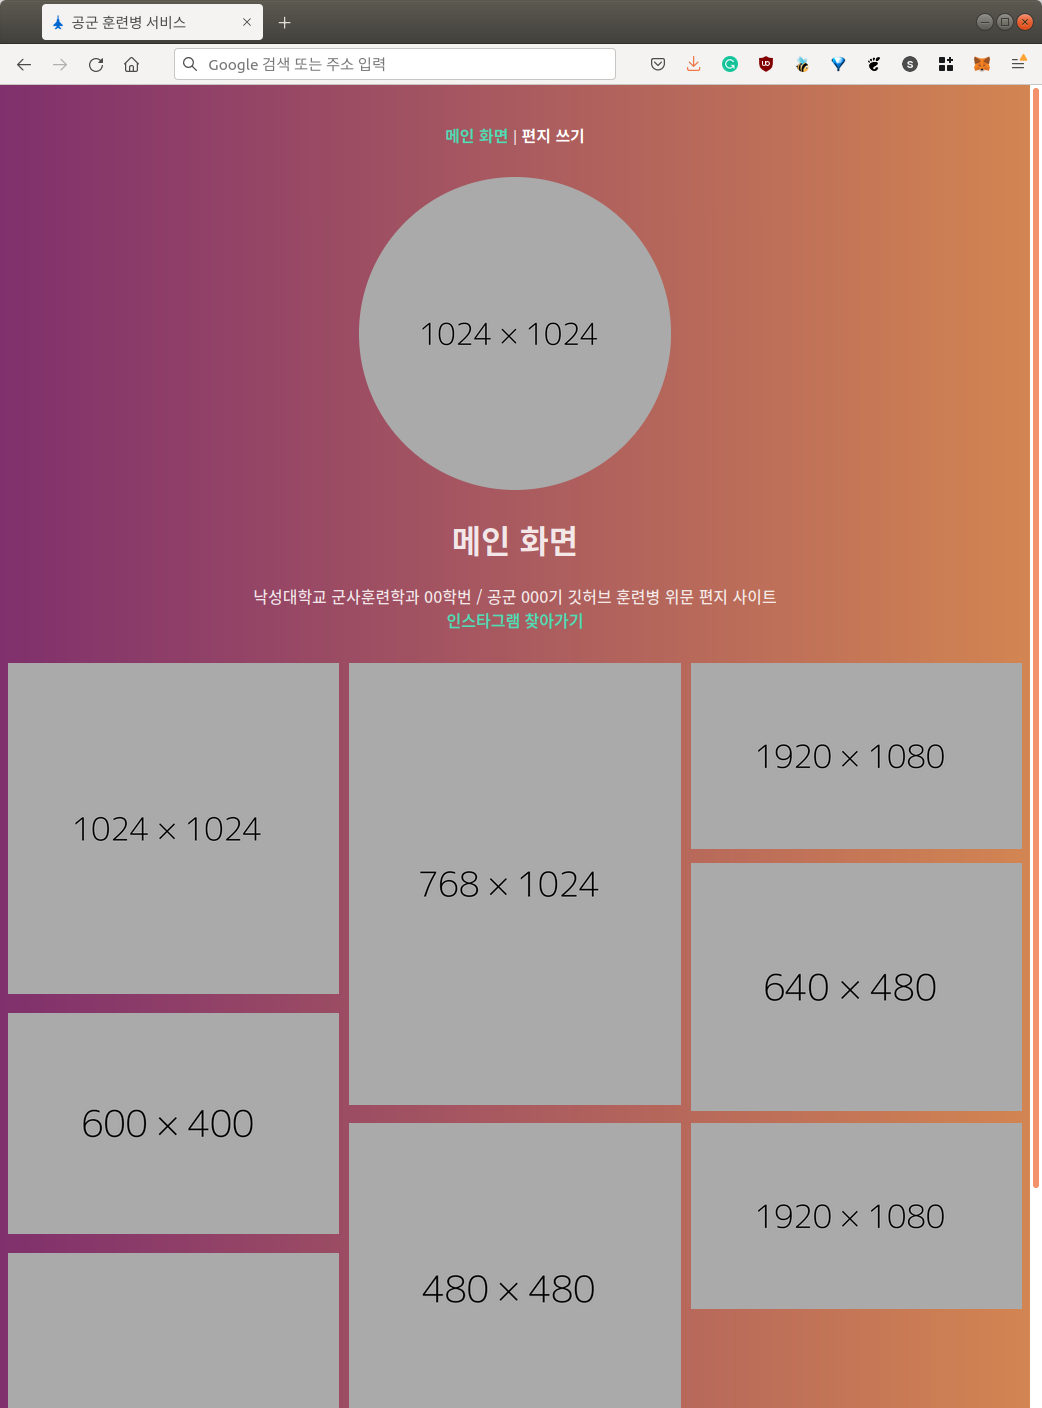 공군 훈련병 서비스
Google 검색 또는 주소 입력
메인 화면 | 편지 쓰기
1024 × 1024
메인 화면
낙성대학교 군사훈련학과 00학번 / 공군 000기 깃허브 훈련병 위문 편지 사이트
인스타그램 찾아가기
1024 × 1024
768 × 1024
1920 × 1080
640 × 480
600 × 400
480 × 480
1920 × 1080